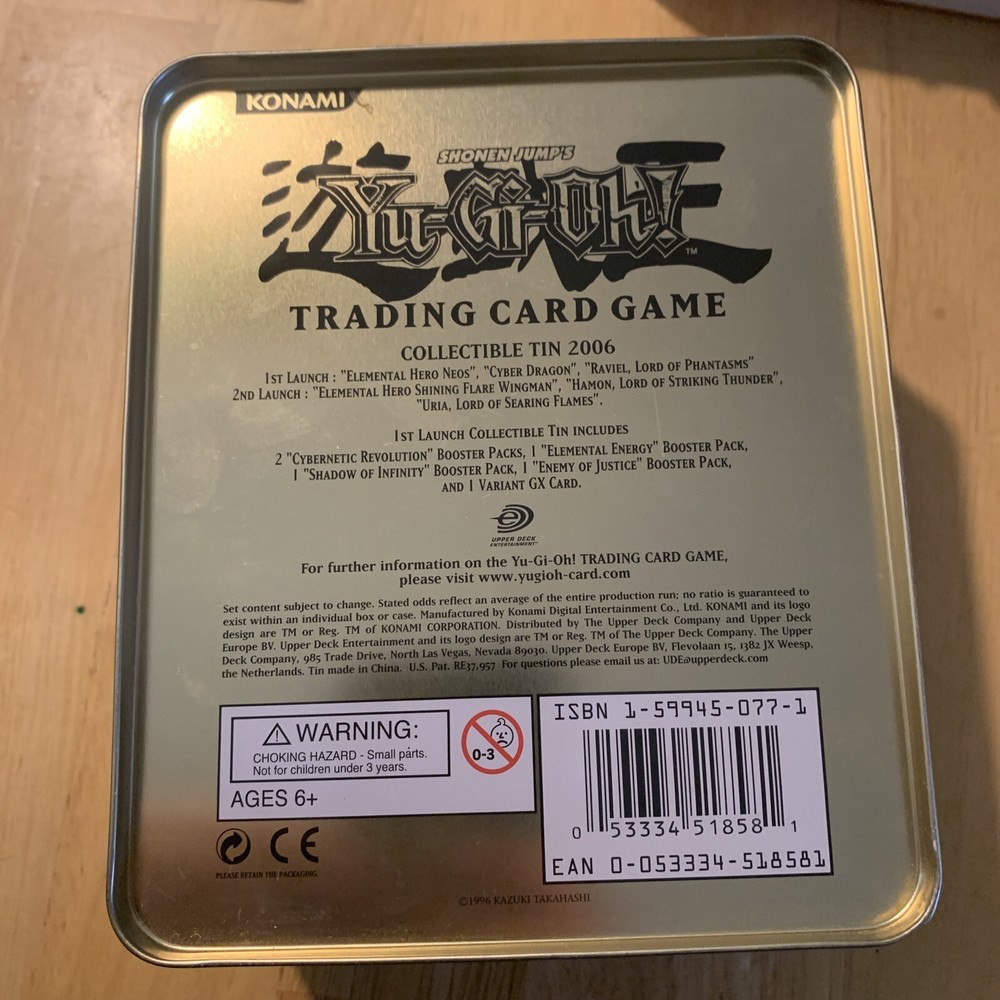 KONAMI
SHONEN JUMP'S
遊戯王
Yu-Gi-Oh!
TM
TRADING CARD GAME
COLLECTIBLE TIN 2006
1ST LAUNCH : "ELEMENTAL HERO NEOS", "CYBER DRAGON", "RAVIEL, LORD OF PHANTASMS"
2ND LAUNCH : "ELEMENTAL HERO SHINING FLARE WINGMAN", "HAMON, LORD OF STRIKING THUNDER",
"URIA, LORD OF SEARING FLAMES".
1ST LAUNCH COLLECTIBLE TIN INCLUDES
2 "CYBERNETIC REVOLUTION" BOOSTER PACKS, 1 "ELEMENTAL ENERGY" BOOSTER PACK,
1 "SHADOW OF INFINITY" BOOSTER PACK, 1 "ENEMY OF JUSTICE" BOOSTER PACK,
AND 1 VARIANT GX CARD.
UPPER DECK
ENTERTAINMENT™
For further information on the Yu-Gi-Oh! TRADING CARD GAME,
please visit www.yugioh-card.com
Set content subject to change. Stated odds reflect an average of the entire production run; no ratio is guaranteed to
exist within an individual box or case. Manufactured by Konami Digital Entertainment Co., Ltd. KONAMI and its logo
design are TM or Reg. TM of KONAMI CORPORATION. Distributed by The Upper Deck Company and Upper Deck
Europe BV. Upper Deck Entertainment and its logo design are TM or Reg. TM of The Upper Deck Company. The Upper
Deck Company, 985 Trade Drive, North Las Vegas, Nevada 89030. Upper Deck Europe BV, Flevolaan 15, 1382 JX Weesp,
the Netherlands. Tin made in China. U.S. Pat. RE37,957 For questions please email us at: UDE@upperdeck.com
WARNING:
CHOKING HAZARD - Small parts.
Not for children under 3 years.
0-3
AGES 6+
ISBN 1-59945-077-1
0 53334 51858 1
EAN 0-053334-518581
CE
PLEASE RETAIN THE PACKAGING
©1996 KAZUKI TAKAHASHI